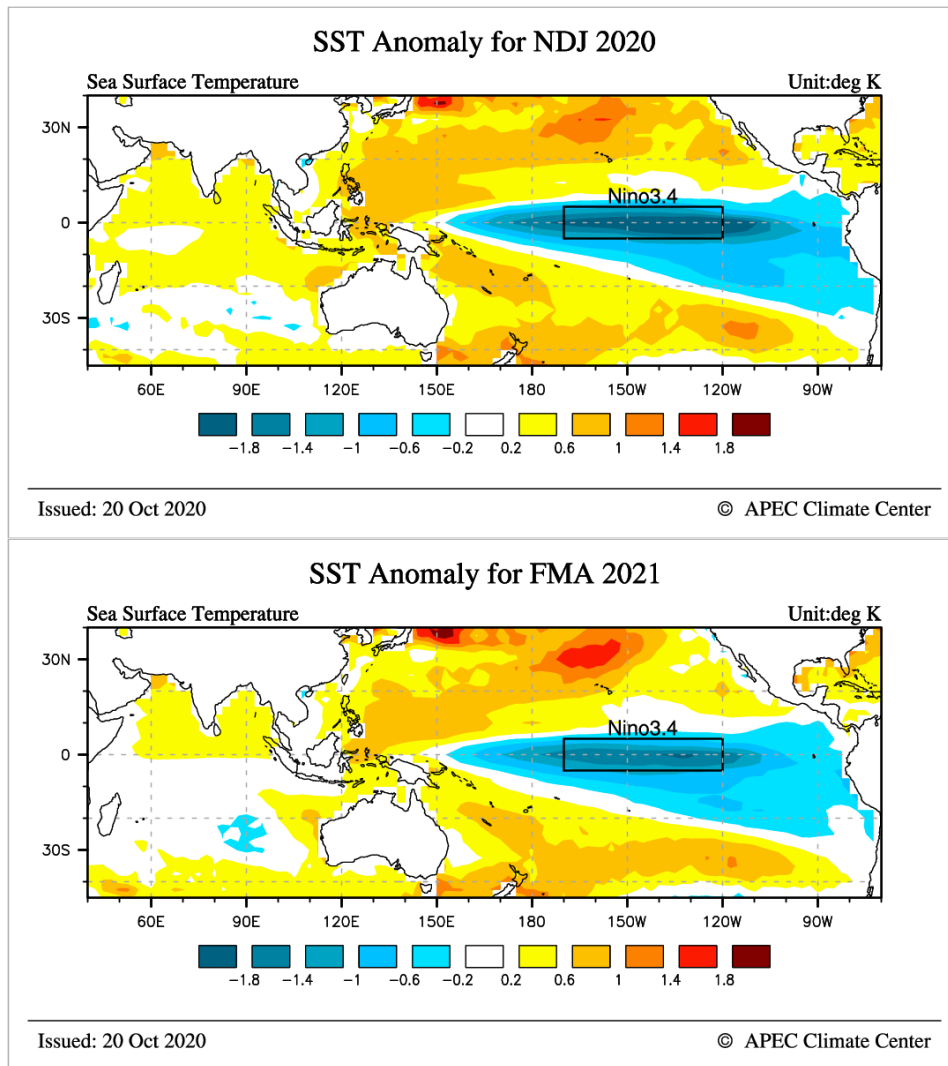 SST Anomaly for NDJ 2020
Sea Surface Temperature Unit:deg K
30N
Nino3.4
0
30S
60E 90E 120E 150E 180 150W 120W 90W
−1.8 −1.4 −1 −0.6 −0.2 0.2 0.6 1 1.4 1.8
Issued: 20 Oct 2020 © APEC Climate Center
SST Anomaly for FMA 2021
Sea Surface Temperature Unit:deg K
30N
Nino3.4
0
30S
60E 90E 120E 150E 180 150W 120W 90W
−1.8 −1.4 −1 −0.6 −0.2 0.2 0.6 1 1.4 1.8
Issued: 20 Oct 2020 © APEC Climate Center